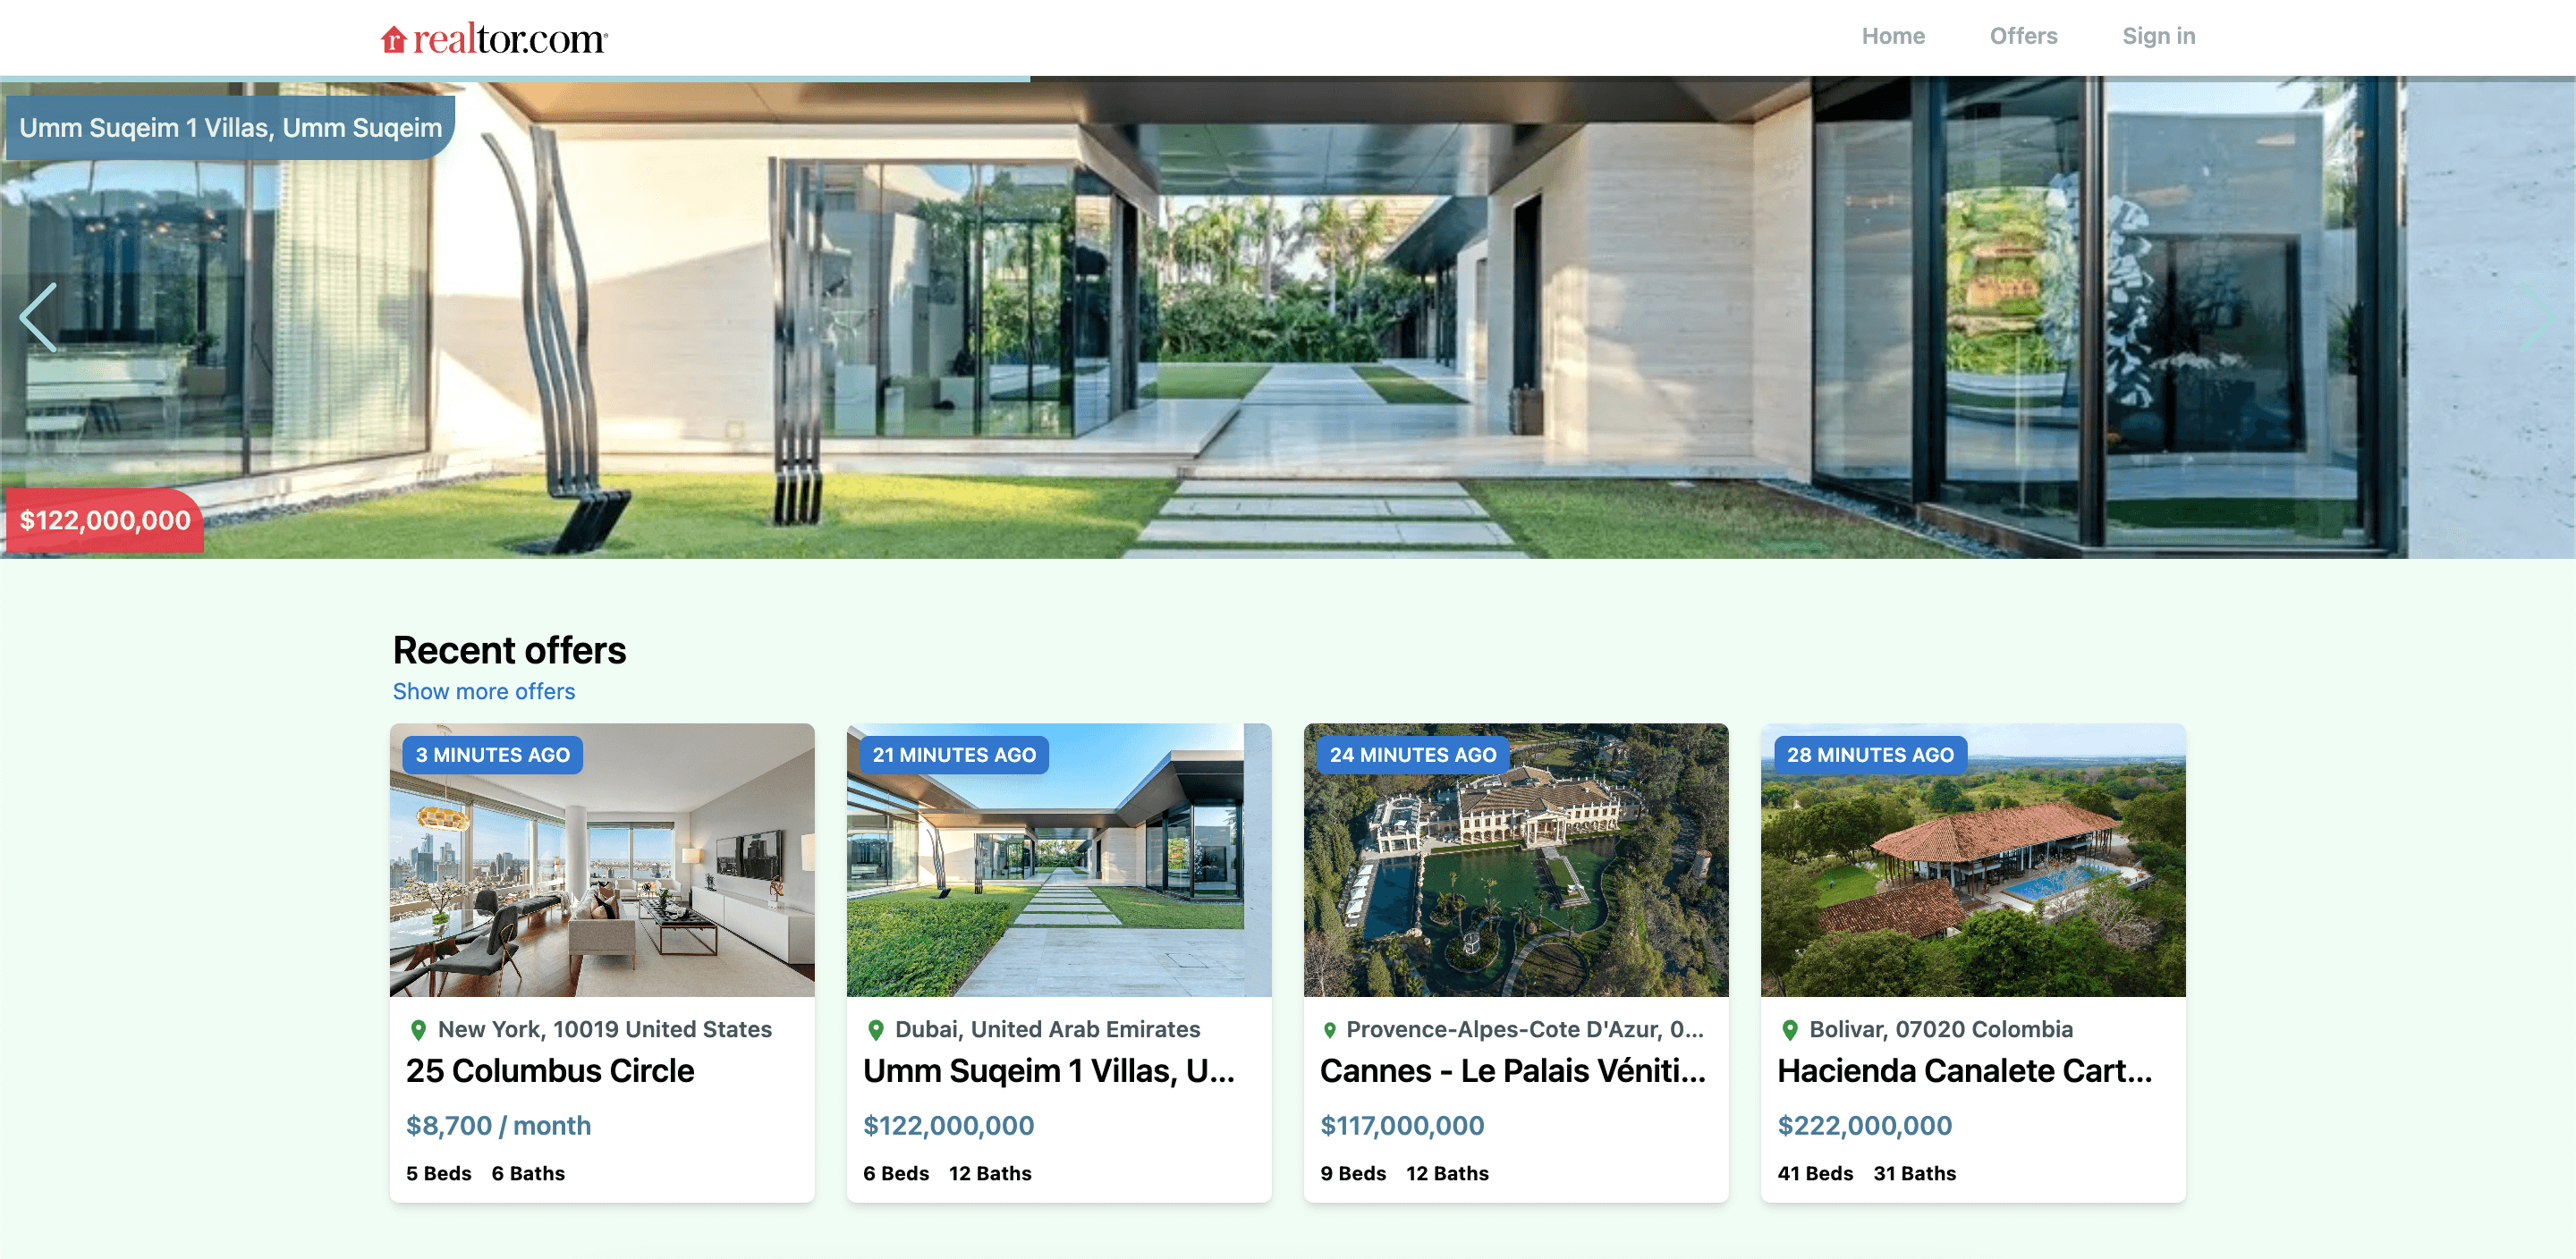 realtor.com®
Home Offers Sign in
Umm Suqeim 1 Villas, Umm Suqeim
$122,000,000
Recent offers
Show more offers
3 MINUTES AGO
New York, 10019 United States
25 Columbus Circle
$8,700 / month
5 Beds 6 Baths
21 MINUTES AGO
Dubai, United Arab Emirates
Umm Suqeim 1 Villas, U...
$122,000,000
6 Beds 12 Baths
24 MINUTES AGO
Provence-Alpes-Cote D'Azur, 0...
Cannes - Le Palais Véniti...
$117,000,000
9 Beds 12 Baths
28 MINUTES AGO
Bolivar, 07020 Colombia
Hacienda Canalete Cart...
$222,000,000
41 Beds 31 Baths